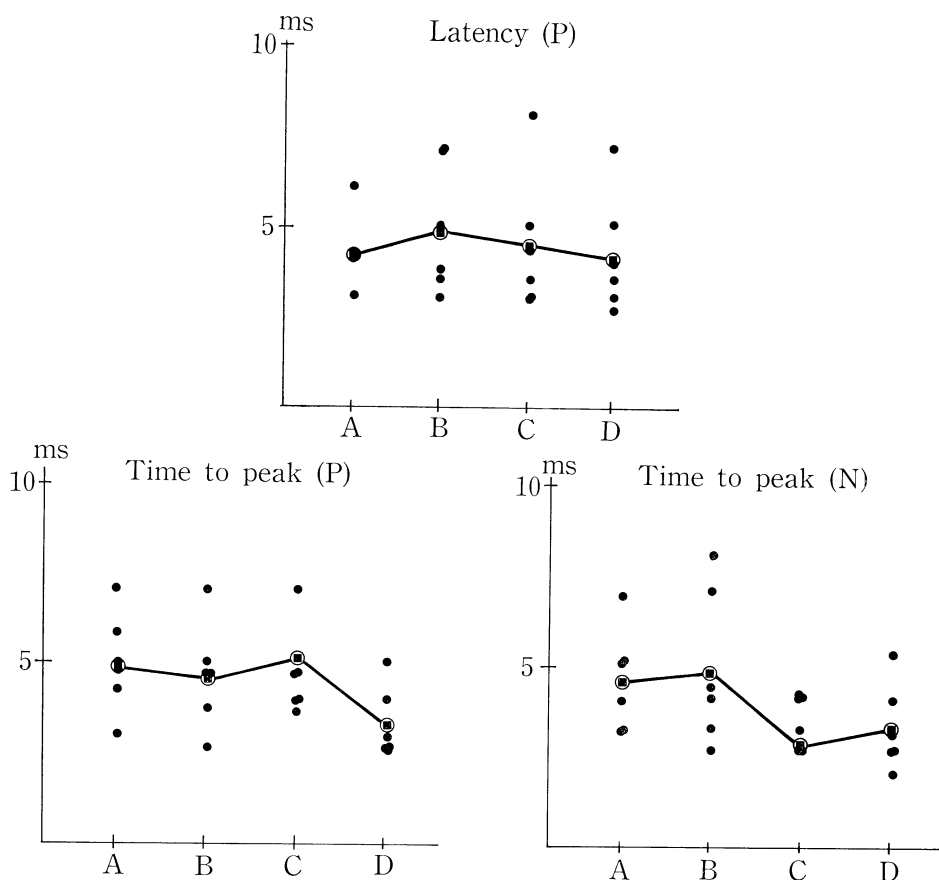 ms
Latency (P)
10
5
A B C D
ms
Time to peak (P)
10
5
A B C D
ms
Time to peak (N)
10
5
A B C D